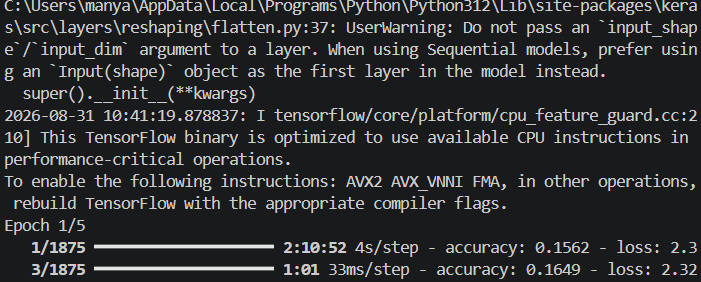 C:\Users\manya\AppData\Local\Programs\Python\Python312\Lib\site-packages\kera
s\src\layers\reshaping\flatten.py:37: UserWarning: Do not pass an `input_shap
e`/`input_dim` argument to a layer. When using Sequential models, prefer usin
g an `Input(shape)` object as the first layer in the model instead.
  super().__init__(**kwargs)
2026-08-31 10:41:19.878837: I tensorflow/core/platform/cpu_feature_guard.cc:2
10] This TensorFlow binary is optimized to use available CPU instructions in
performance-critical operations.
To enable the following instructions: AVX2 AVX_VNNI FMA, in other operations,
 rebuild TensorFlow with the appropriate compiler flags.
Epoch 1/5
   1/1875 ━━━━━━━━━━━━━━━━━━━━ 2:10:52 4s/step - accuracy: 0.1562 - loss: 2.3
   3/1875 ━━━━━━━━━━━━━━━━━━━━ 1:01 33ms/step - accuracy: 0.1649 - loss: 2.32